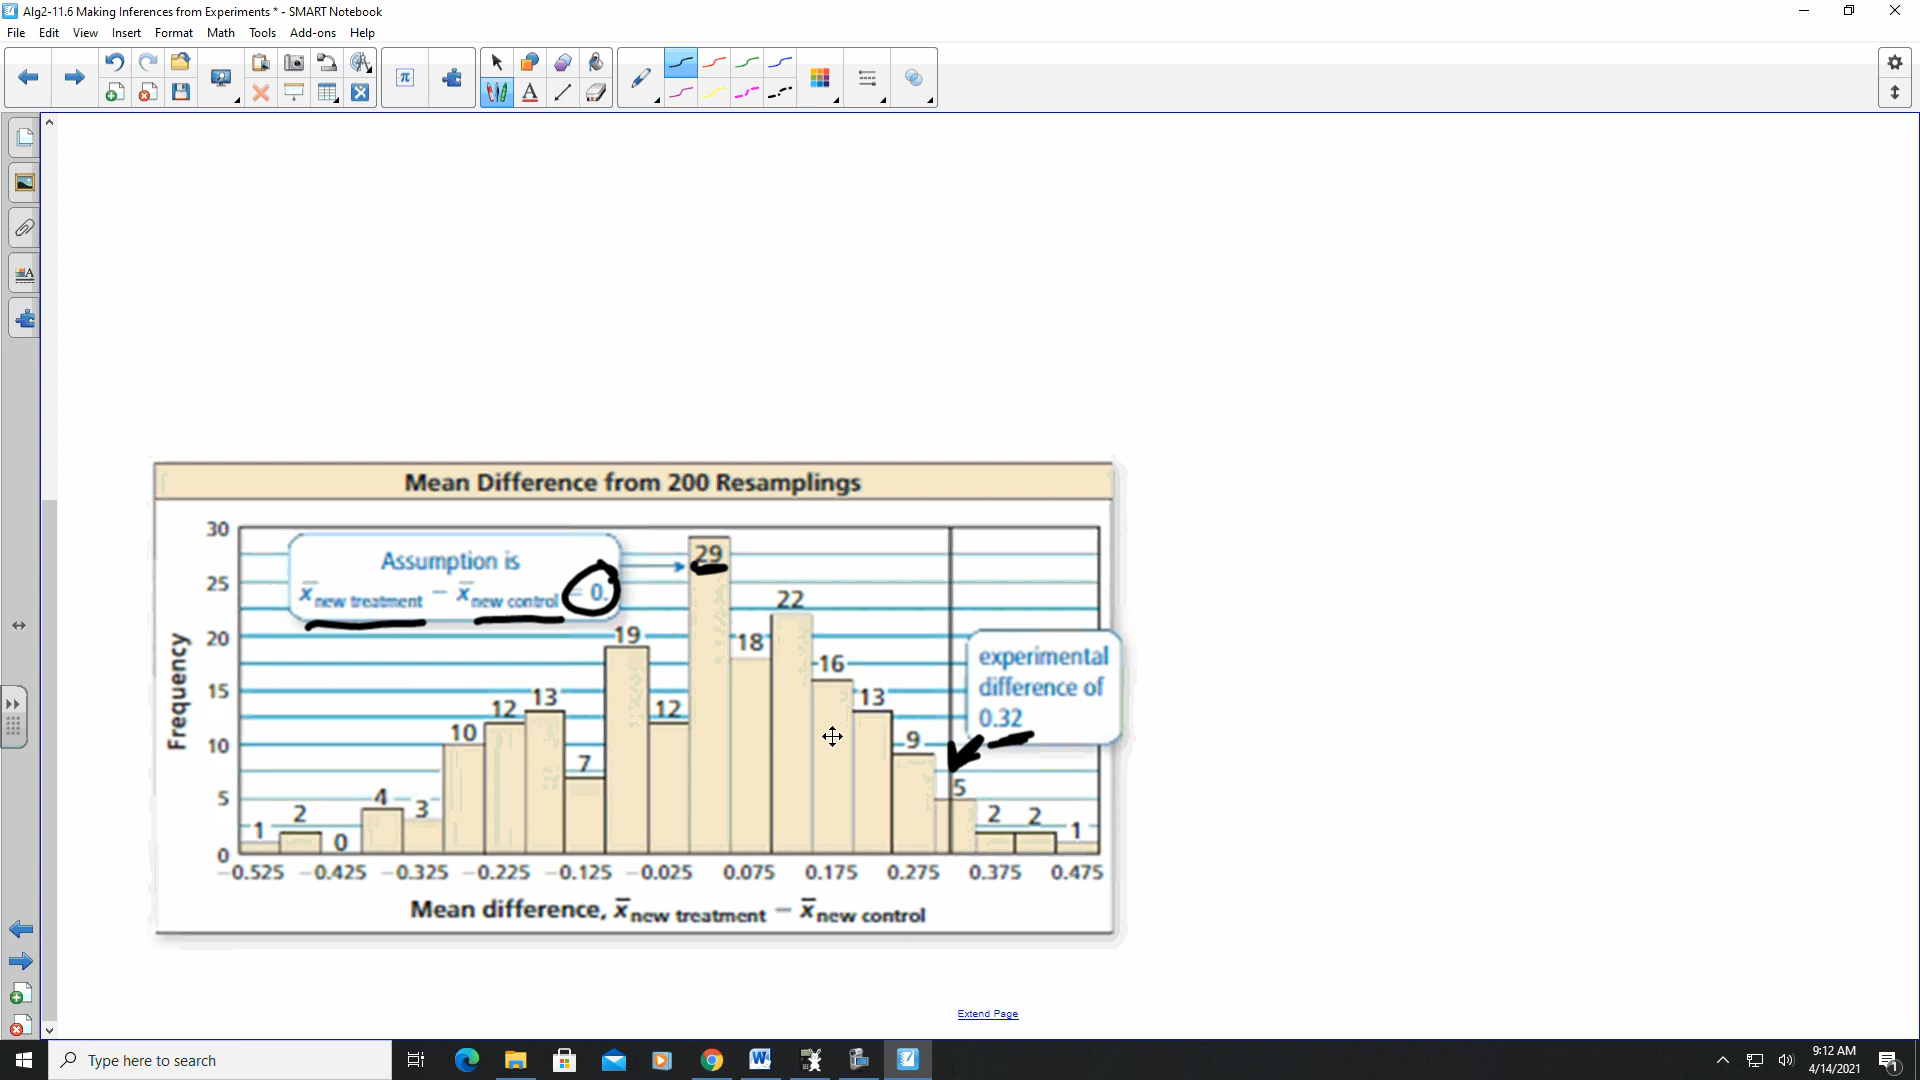 Alg2-11.6 Making Inferences from Experiments * - SMART Notebook
File Edit View Insert Format Math Tools Add-ons Help
Mean Difference from 200 Resamplings
Assumption is
x̄ new treatment − x̄ new control = 0.
experimental
difference of
0.32
Frequency
30
25
20
15
10
5
0
1 2 0 4 3 10 12 13 7 19 12 29 18 22 16 13 9 5 2 2 1
−0.525 −0.425 −0.325 −0.225 −0.125 −0.025 0.075 0.175 0.275 0.375 0.475
Mean difference, x̄ new treatment − x̄ new control
Extend Page
Type here to search
9:12 AM
4/14/2021
1